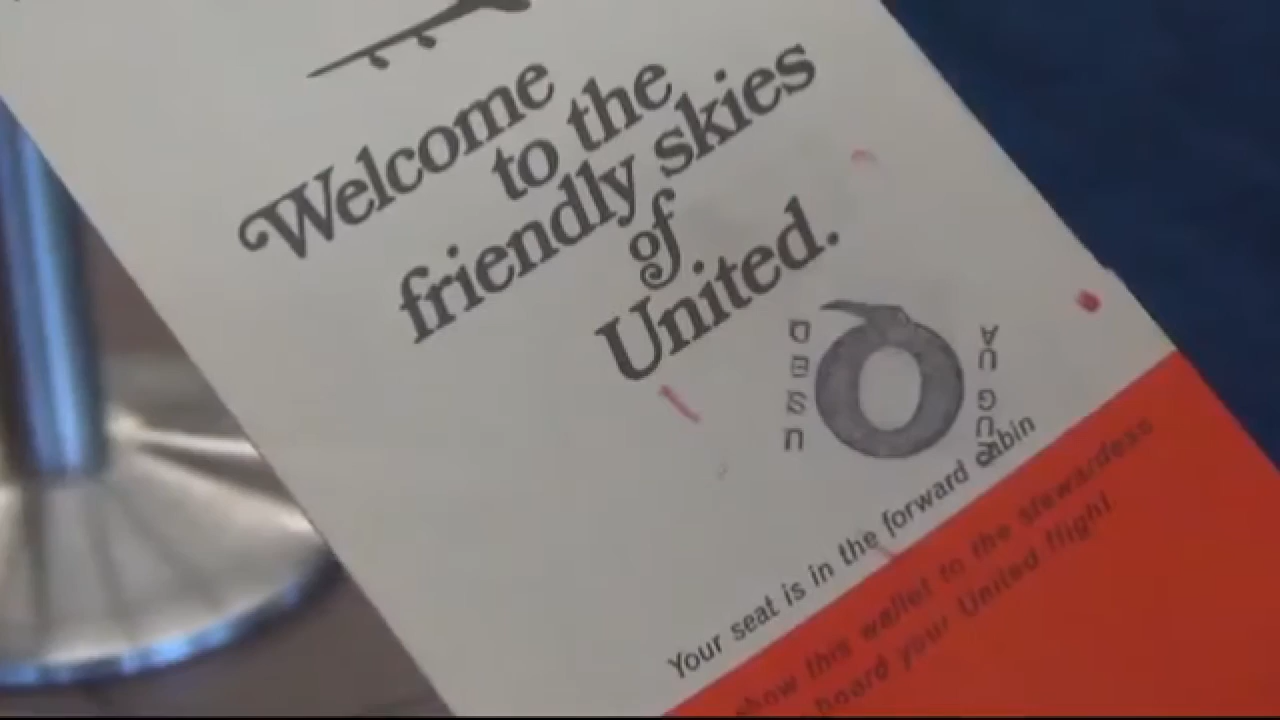 Welcome
to the
friendly skies
of
United.
Your seat is in the forward cabin
show this wallet to the stewardess
board your United flight